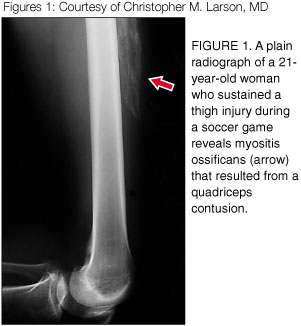 Figures 1: Courtesy of Christopher M. Larson, MD
FIGURE 1. A plain
radiograph of a 21-
year-old woman
who sustained a
thigh injury during
a soccer game
reveals myositis
ossificans (arrow)
that resulted from a
quadriceps
contusion.